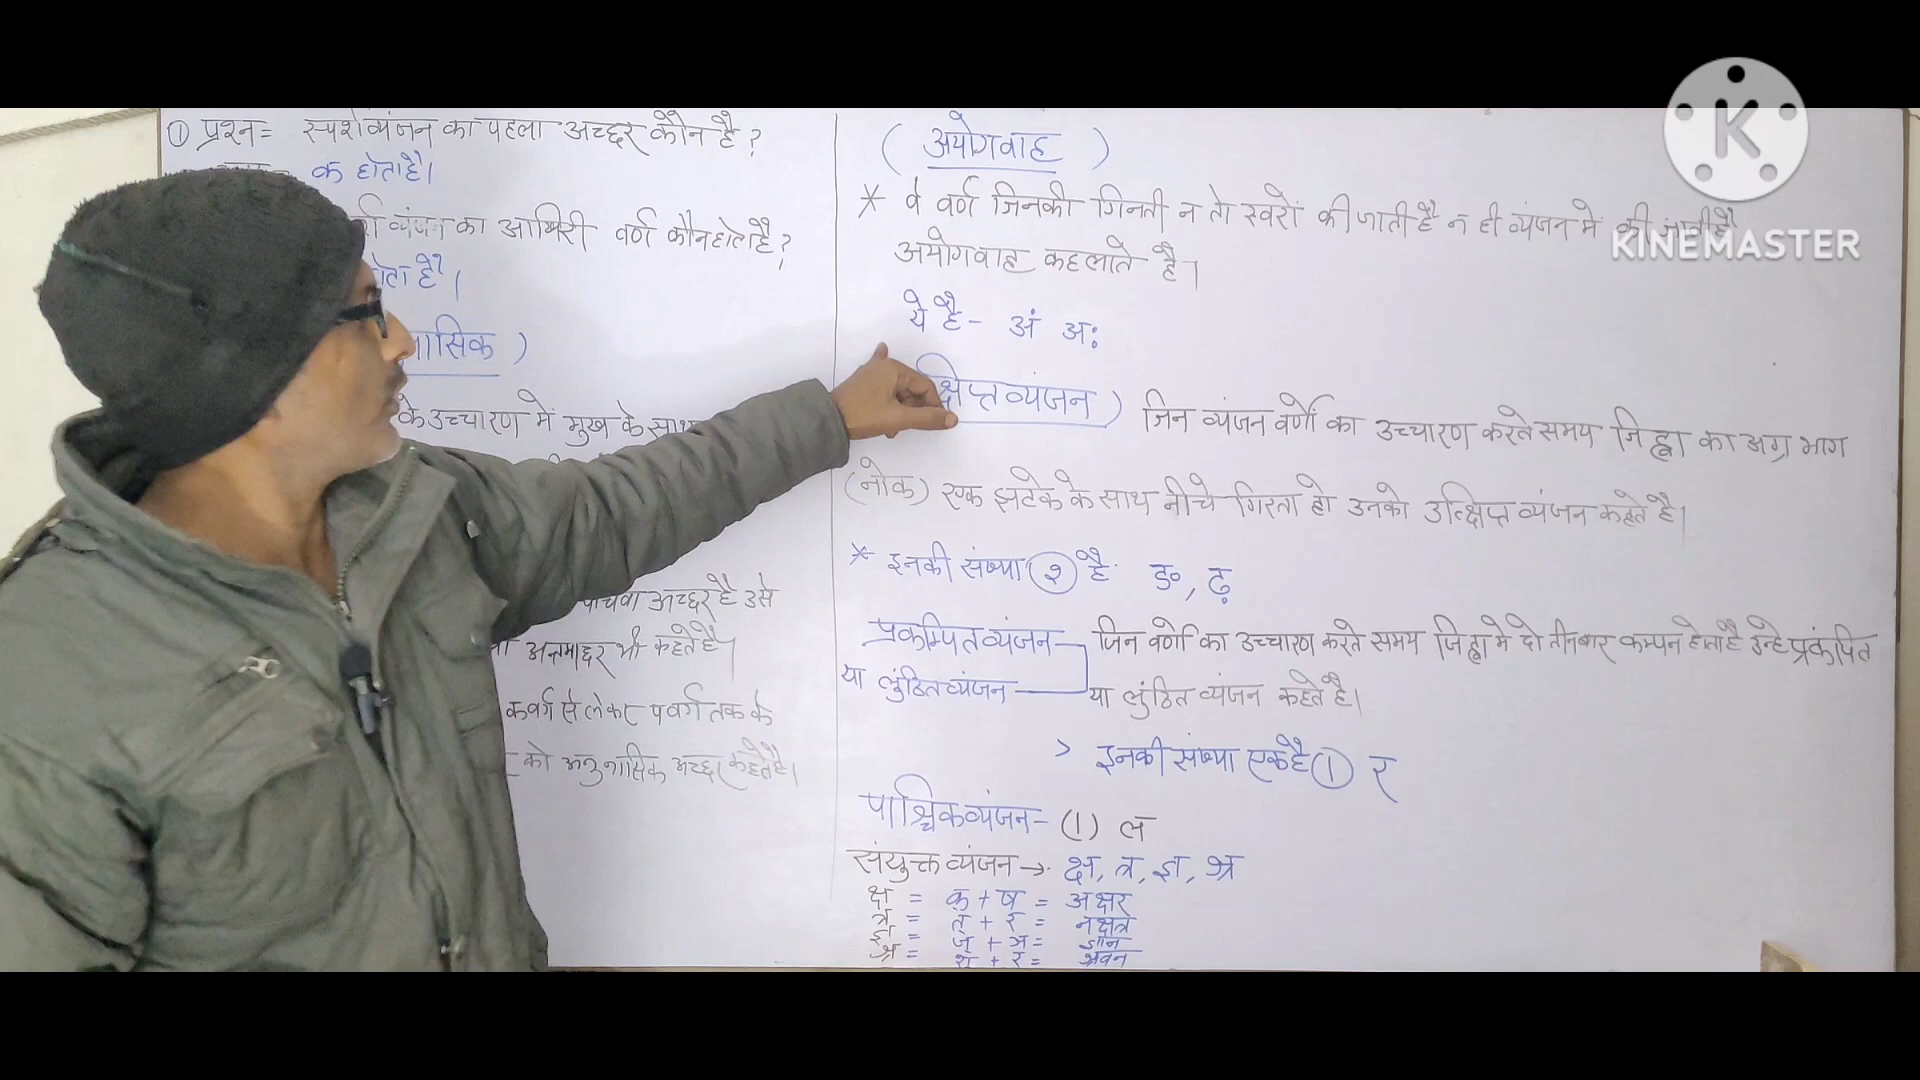 ① प्रश्न= स्पर्शव्यंजन का पहला अच्छर कौन है ?
क होता है।
व्यंजन का आखिरी वर्ण कौन होता है ?
होता है।
नासिक )
के उच्चारण में मुख के साथ
पाचवा अच्छर है उसे
भी कहते है।
कवर्ग से लेकर पवर्ग तक के
को अनुनासिक अच्छर कहते है।
( अयोगवाह )
* वे वर्ण जिनकी गिनती न तो स्वरों की जाती है न ही व्यंजन में की जाती है
अयोगवाह कहलाते है।
ये है - अं अः
क्षिप्त व्यंजन ) जिन व्यंजन वर्णो का उच्चारण करते समय जिह्वा का अग्र भाग
(नोक) एक झटके के साथ नीचे गिरता हो उनको उत्क्षिप्त व्यंजन कहते है।
* इनकी संख्या २ है ड़, ढ़
प्रकम्पित व्यंजन जिन वर्णो का उच्चारण करते समय जिह्वा मे दो तीन बार कम्पन होता है उन्हे प्रकंपित
या लुंठित व्यंजन या लुंठित व्यंजन कहते है।
> इनकी संख्या एक है ① र
पार्श्विक व्यंजन - (1) ल
संयुक्त व्यंजन → क्ष, त्र, ज्ञ, श्र
क्ष = क् + ष = अक्षर
त्र = त् + र = नक्षत्र
ज्ञ = ज् + ञ = ज्ञान
श्र = श् + र = श्रवन
KINEMASTER